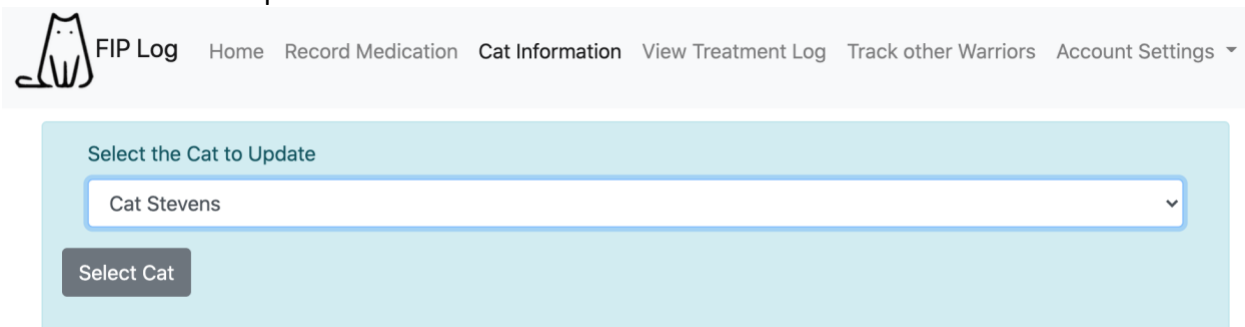 FIP Log Home Record Medication Cat Information View Treatment Log Track other Warriors Account Settings
Select the Cat to Update
Cat Stevens
Select Cat